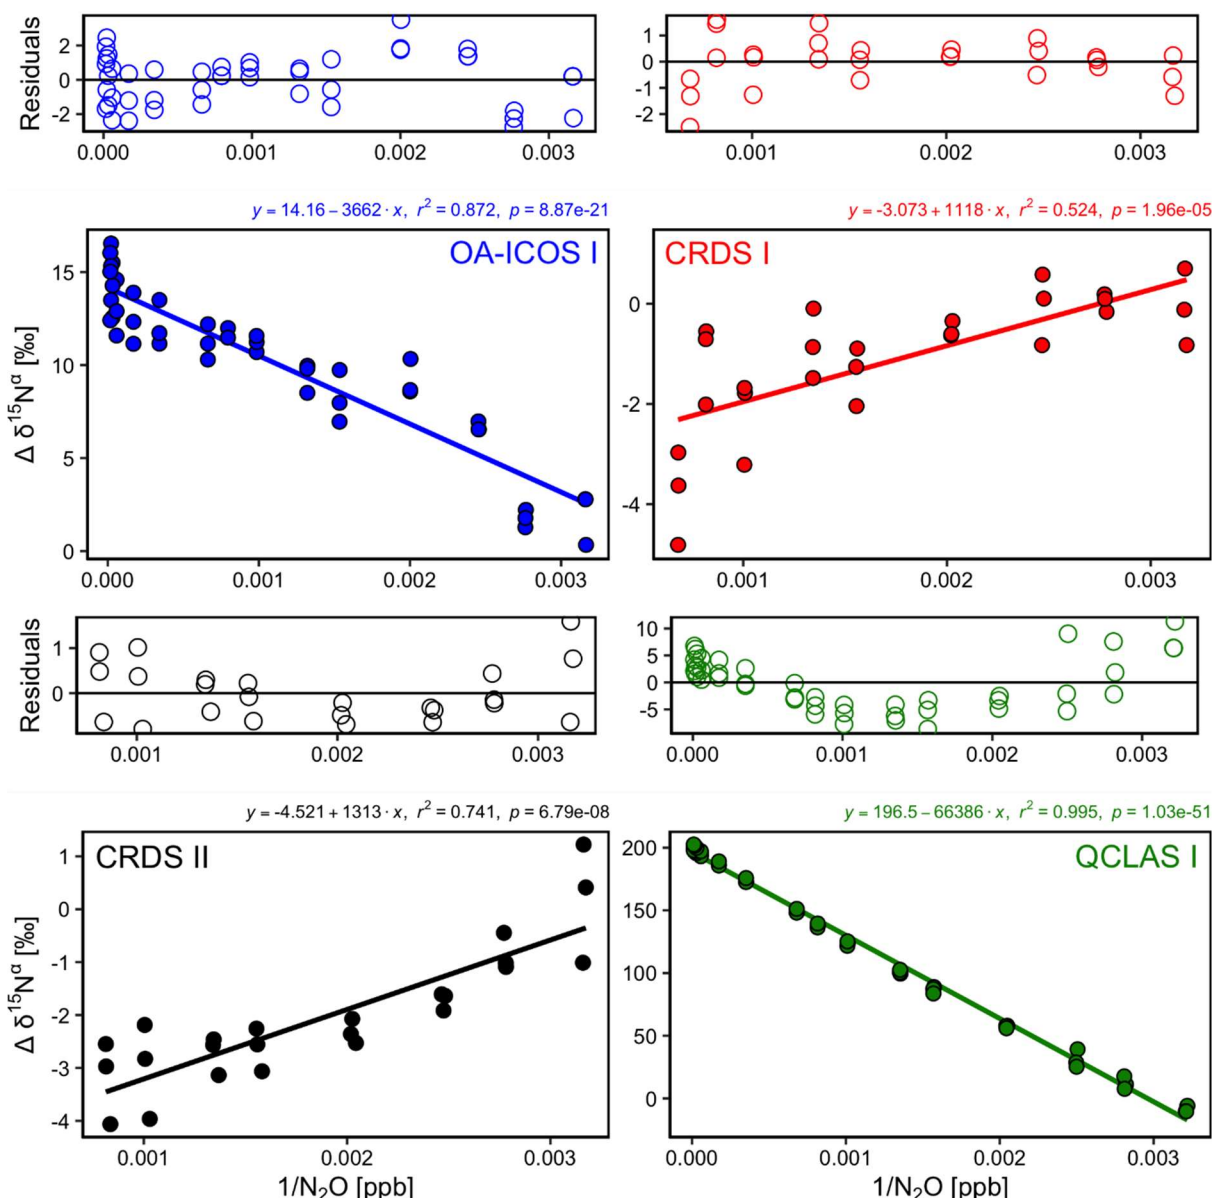 Residuals
2
0
-2
0.000 0.001 0.002 0.003
1
0
-1
-2
0.001 0.002 0.003
y = 14.16 – 3662 · x, r² = 0.872, p = 8.87e-21
OA-ICOS I
Δ δ¹⁵Nᵅ [‰]
15
10
5
0
0.000 0.001 0.002 0.003
y = -3.073 + 1118 · x, r² = 0.524, p = 1.96e-05
CRDS I
0
-2
-4
0.001 0.002 0.003
Residuals
1
0
0.001 0.002 0.003
10
5
0
-5
0.000 0.001 0.002 0.003
y = -4.521 + 1313 · x, r² = 0.741, p = 6.79e-08
CRDS II
Δ δ¹⁵Nᵅ [‰]
1
0
-1
-2
-3
-4
0.001 0.002 0.003
1/N₂O [ppb]
y = 196.5 – 66386 · x, r² = 0.995, p = 1.03e-51
QCLAS I
200
150
100
50
0
0.000 0.001 0.002 0.003
1/N₂O [ppb]